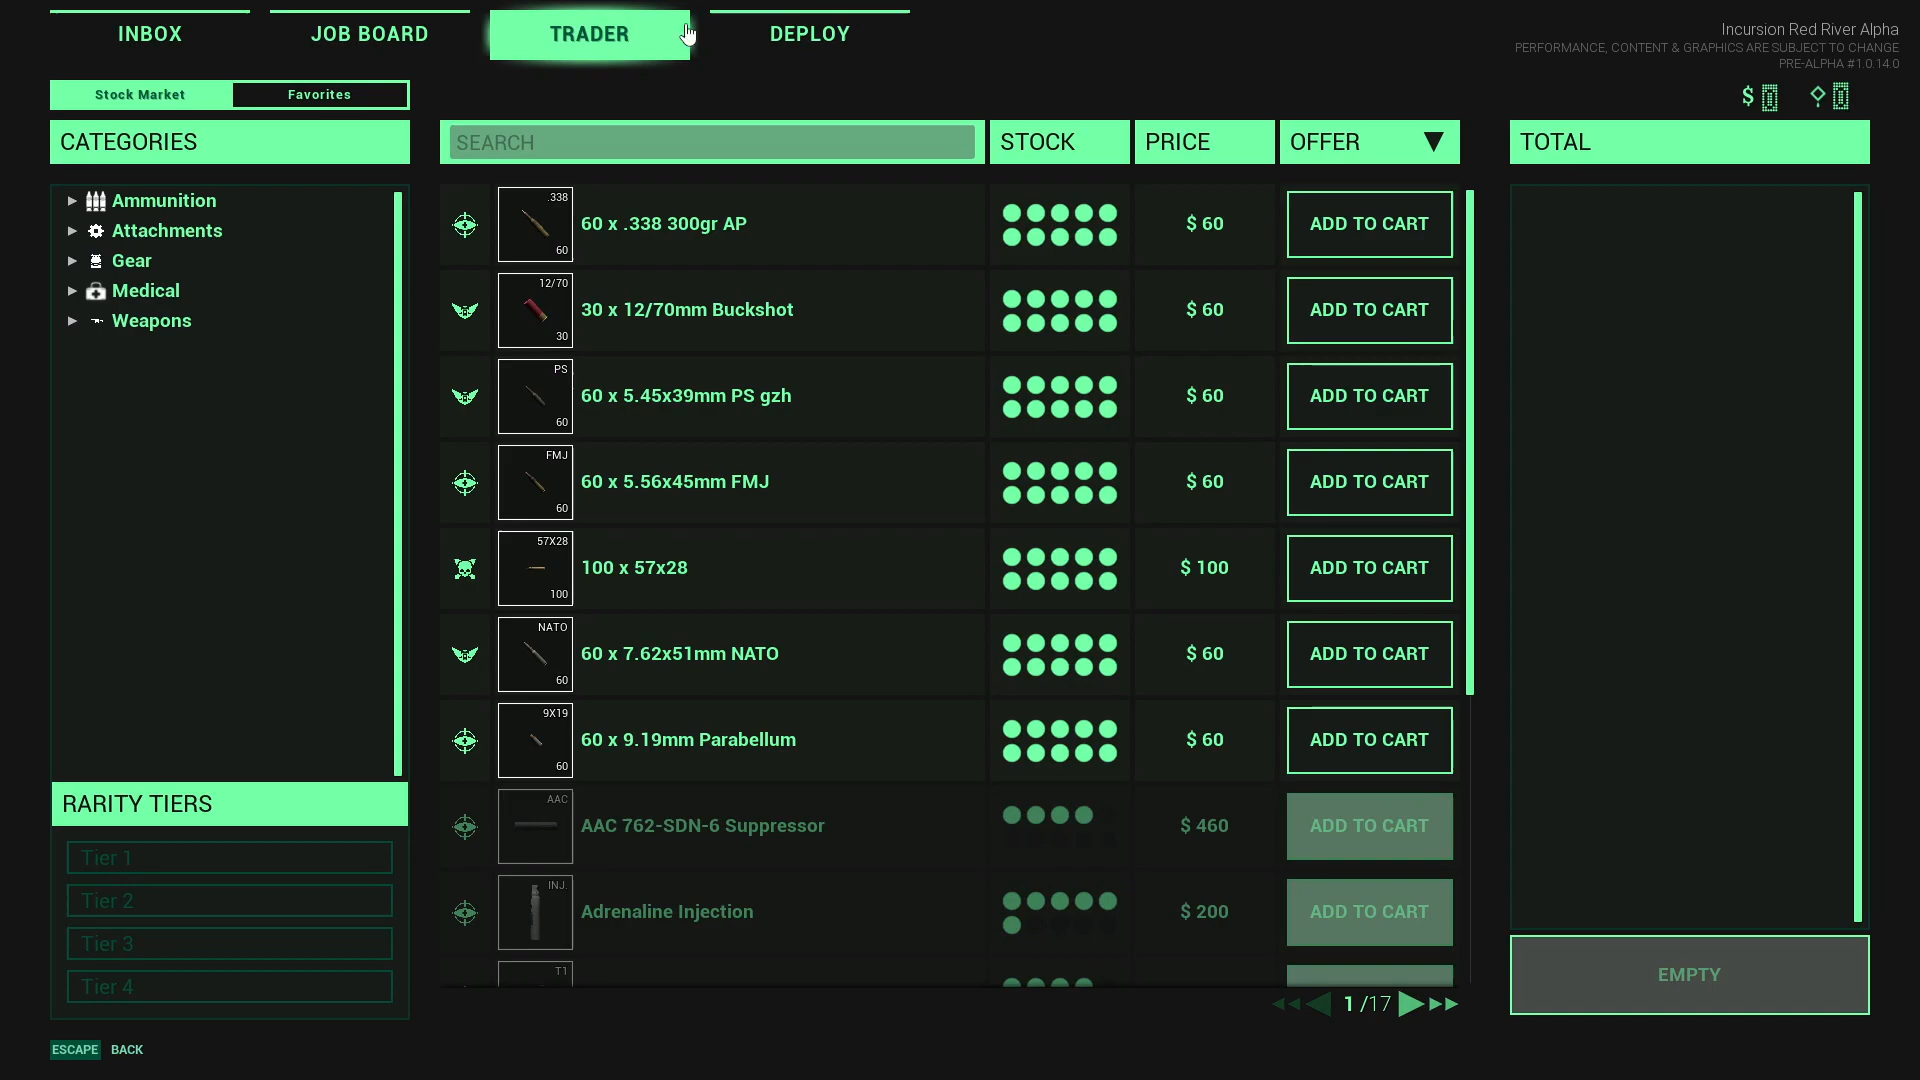 INBOX
JOB BOARD
TRADER
DEPLOY
Incursion Red River Alpha
PERFORMANCE, CONTENT & GRAPHICS ARE SUBJECT TO CHANGE
PRE-ALPHA #1.0.14.0
Stock Market
Favorites
$ 0
0
CATEGORIES
SEARCH
STOCK
PRICE
OFFER
TOTAL
Ammunition
Attachments
Gear
Medical
Weapons
.338
60
60 x .338 300gr AP
$ 60
ADD TO CART
12/70
30
30 x 12/70mm Buckshot
$ 60
ADD TO CART
PS
60
60 x 5.45x39mm PS gzh
$ 60
ADD TO CART
FMJ
60
60 x 5.56x45mm FMJ
$ 60
ADD TO CART
57X28
100
100 x 57x28
$ 100
ADD TO CART
NATO
60
60 x 7.62x51mm NATO
$ 60
ADD TO CART
9X19
60
60 x 9.19mm Parabellum
$ 60
ADD TO CART
AAC
AAC 762-SDN-6 Suppressor
$ 460
ADD TO CART
INJ.
Adrenaline Injection
$ 200
ADD TO CART
T1
RARITY TIERS
Tier 1
Tier 2
Tier 3
Tier 4
1 /17
EMPTY
ESCAPE BACK